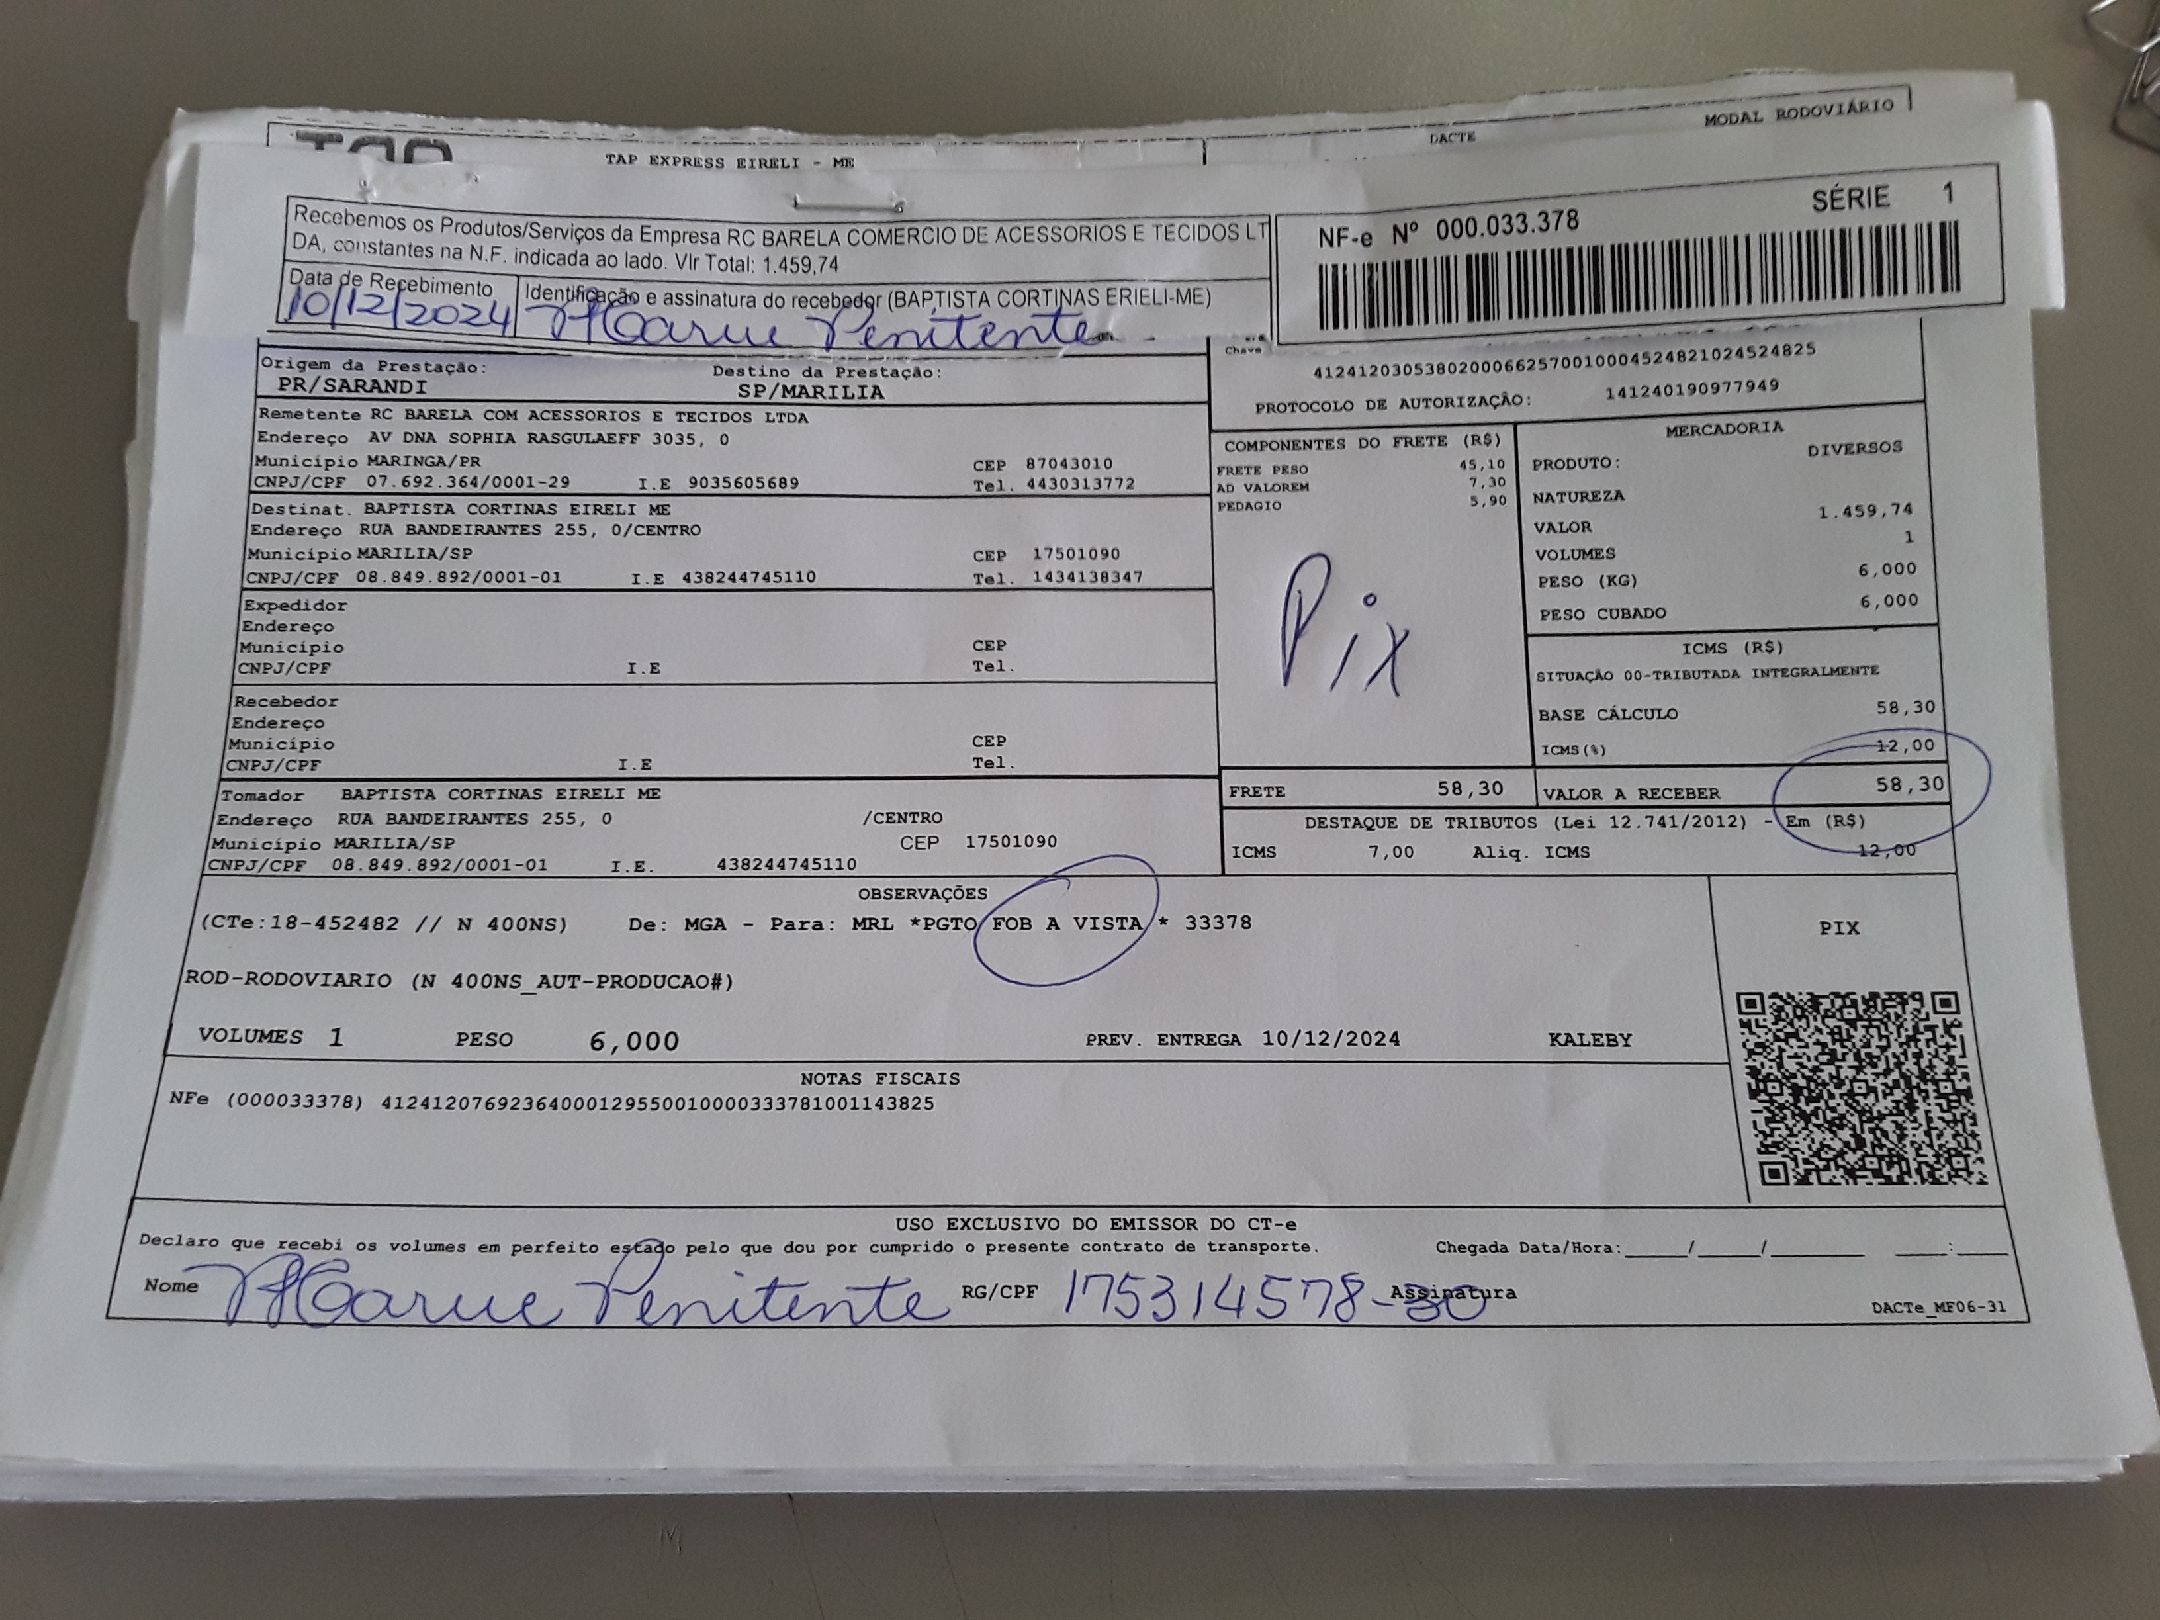 MODAL RODOVIÁRIO
DACTE
TAP EXPRESS EIRELI - ME
Recebemos os Produtos/Serviços da Empresa RC BARELA COMERCIO DE ACESSORIOS E TECIDOS LT
DA, constantes na N.F. indicada ao lado. Vlr Total: 1.459,74
Data de Recebimento
Identificação e assinatura do recebedor (BAPTISTA CORTINAS ERIELI-ME)
10/12/2024
Penitente
NF-e Nº 000.033.378
SÉRIE 1
Chave
41241203053802000662570010004524821024524825
PROTOCOLO DE AUTORIZAÇÃO: 141240190977949
Origem da Prestação:
PR/SARANDI
Destino da Prestação:
SP/MARILIA
Remetente RC BARELA COM ACESSORIOS E TECIDOS LTDA
Endereço AV DNA SOPHIA RASGULAEFF 3035, 0
Município MARINGA/PR CEP 87043010
CNPJ/CPF 07.692.364/0001-29 I.E 9035605689 Tel. 4430313772
Destinat. BAPTISTA CORTINAS EIRELI ME
Endereço RUA BANDEIRANTES 255, 0/CENTRO
Município MARILIA/SP CEP 17501090
CNPJ/CPF 08.849.892/0001-01 I.E 438244745110 Tel. 1434138347
Expedidor
Endereço
Município CEP
CNPJ/CPF I.E Tel.
Recebedor
Endereço
Município CEP
CNPJ/CPF I.E Tel.
Tomador BAPTISTA CORTINAS EIRELI ME
Endereço RUA BANDEIRANTES 255, 0 /CENTRO
Município MARILIA/SP CEP 17501090
CNPJ/CPF 08.849.892/0001-01 I.E. 438244745110
COMPONENTES DO FRETE (R$)
FRETE PESO 45,10
AD VALOREM 7,30
PEDAGIO 5,90
Pix
MERCADORIA
PRODUTO: DIVERSOS
NATUREZA
VALOR 1.459,74
VOLUMES 1
PESO (KG) 6,000
PESO CUBADO 6,000
ICMS (R$)
SITUAÇÃO 00-TRIBUTADA INTEGRALMENTE
BASE CÁLCULO 58,30
ICMS(%) 12,00
FRETE 58,30
VALOR A RECEBER 58,30
DESTAQUE DE TRIBUTOS (Lei 12.741/2012) - Em (R$)
ICMS 7,00 Aliq. ICMS 12,00
OBSERVAÇÕES
(CTe:18-452482 // N 400NS) De: MGA - Para: MRL *PGTO FOB A VISTA * 33378
ROD-RODOVIARIO (N 400NS_AUT-PRODUCAO#)
VOLUMES 1 PESO 6,000 PREV. ENTREGA 10/12/2024 KALEBY
PIX
NOTAS FISCAIS
NFe (000033378) 41241207692364000129550010000333781001143825
USO EXCLUSIVO DO EMISSOR DO CT-e
Declaro que recebi os volumes em perfeito estado pelo que dou por cumprido o presente contrato de transporte. Chegada Data/Hora:_____/_____/_______ ____:____
Nome Penitente RG/CPF 175314578-30 Assinatura
DACTe_MF06-31